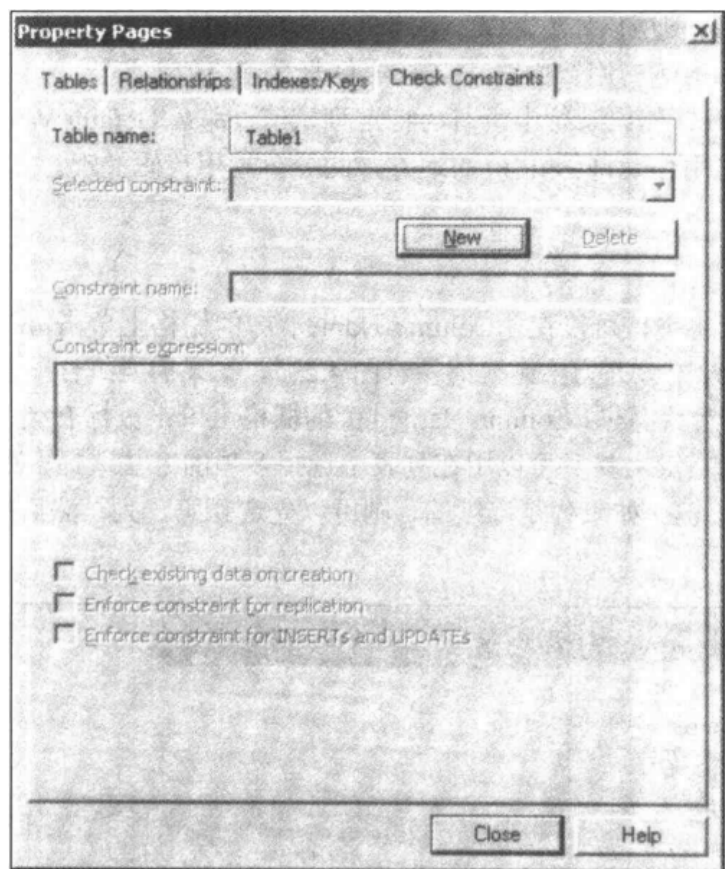 Property Pages
Tables | Relationships | Indexes/Keys | Check Constraints
Table name: Table1
Selected constraint:
New Delete
Constraint name:
Constraint expression:
Check existing data on creation
Enforce constraint for replication
Enforce constraint for INSERTs and UPDATEs
Close Help